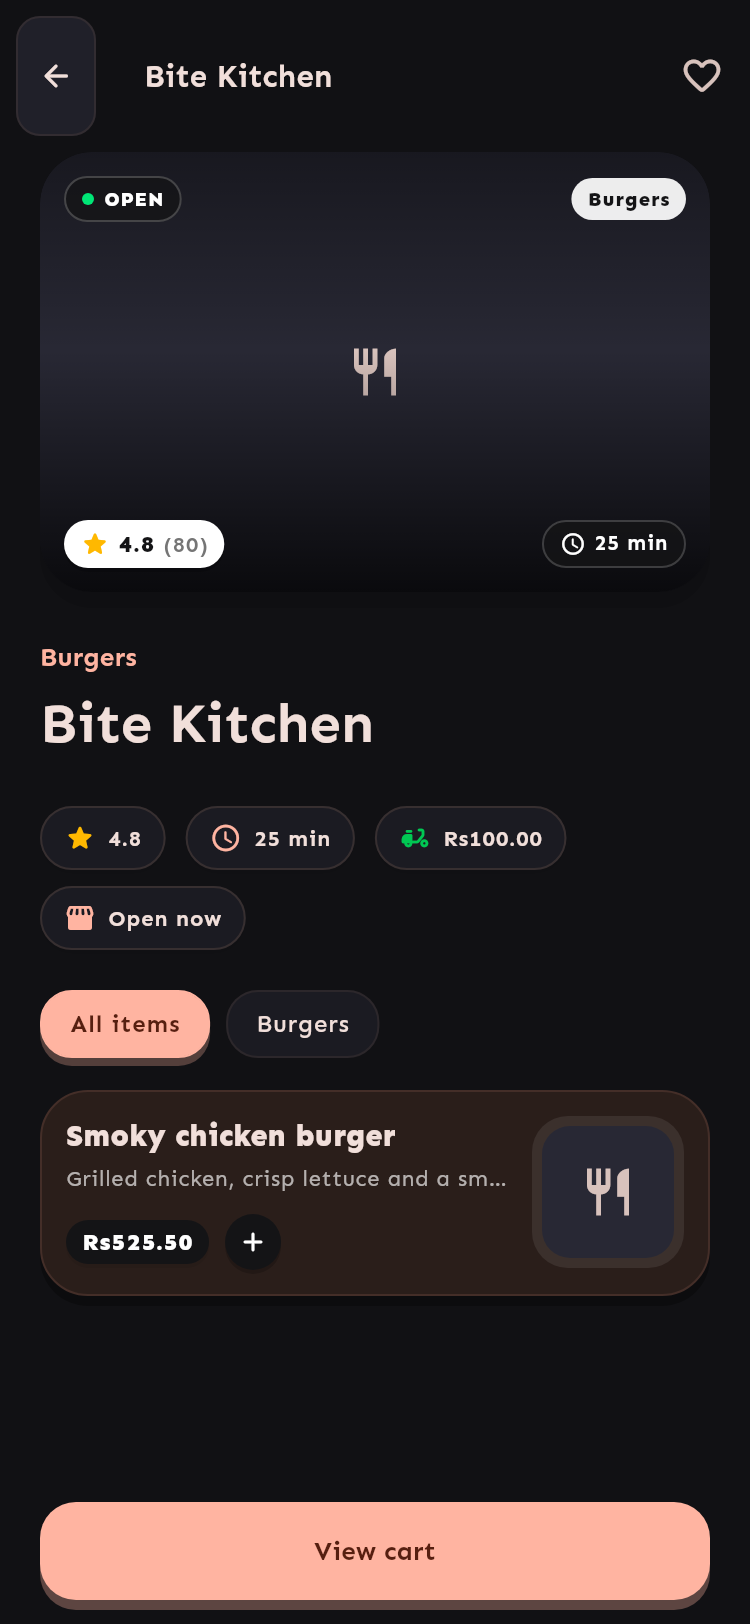 Bite Kitchen
OPEN
Burgers
4.8 (80)
25 min
Burgers
Bite Kitchen
4.8
25 min
Rs100.00
Open now
All items
Burgers
Smoky chicken burger
Grilled chicken, crisp lettuce and a sm...
Rs525.50
View cart